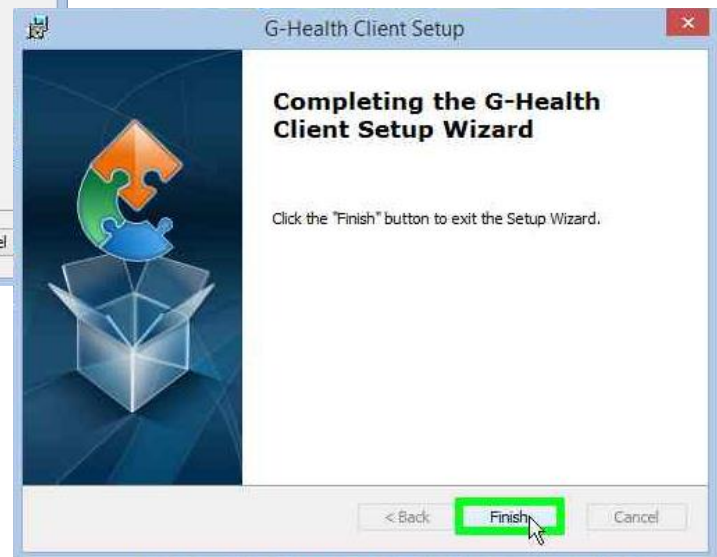 G-Health Client Setup
Completing the G-Health
Client Setup Wizard
Click the "Finish" button to exit the Setup Wizard.
el
< Back Finish Cancel